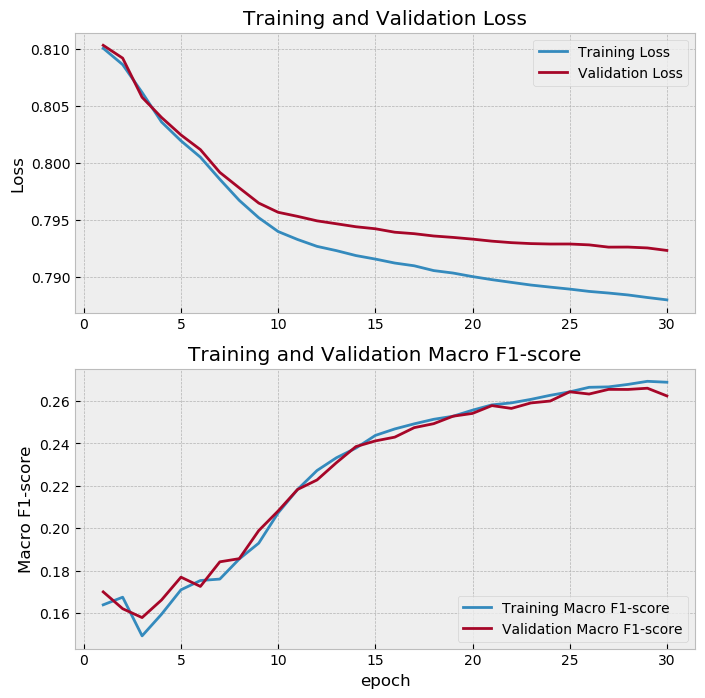 Training and Validation Loss
0.810
0.805
0.800
0.795
0.790
Loss
Training Loss
Validation Loss
0 5 10 15 20 25 30
Training and Validation Macro F1-score
0.26
0.24
0.22
0.20
0.18
0.16
Macro F1-score
Training Macro F1-score
Validation Macro F1-score
0 5 10 15 20 25 30
epoch